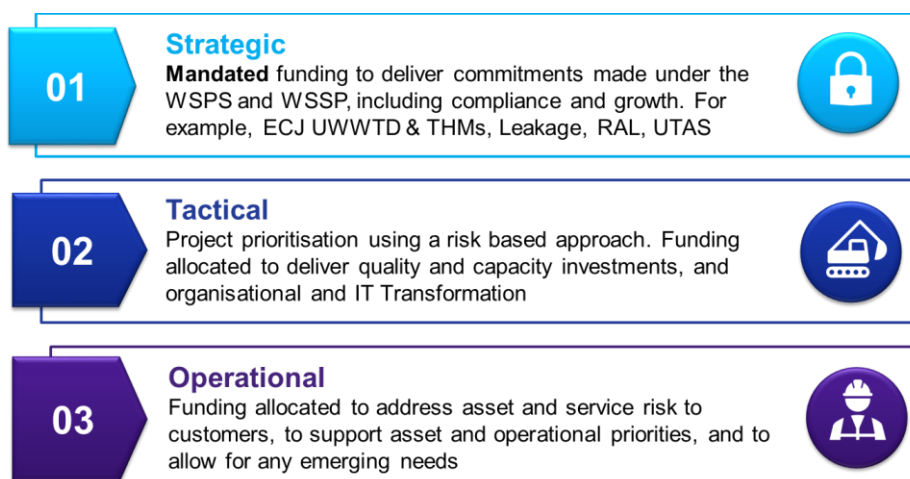 01
Strategic
Mandated funding to deliver commitments made under the
WSPS and WSSP, including compliance and growth. For
example, ECJ UWWTD & THMs, Leakage, RAL, UTAS
02
Tactical
Project prioritisation using a risk based approach. Funding
allocated to deliver quality and capacity investments, and
organisational and IT Transformation
03
Operational
Funding allocated to address asset and service risk to
customers, to support asset and operational priorities, and to
allow for any emerging needs